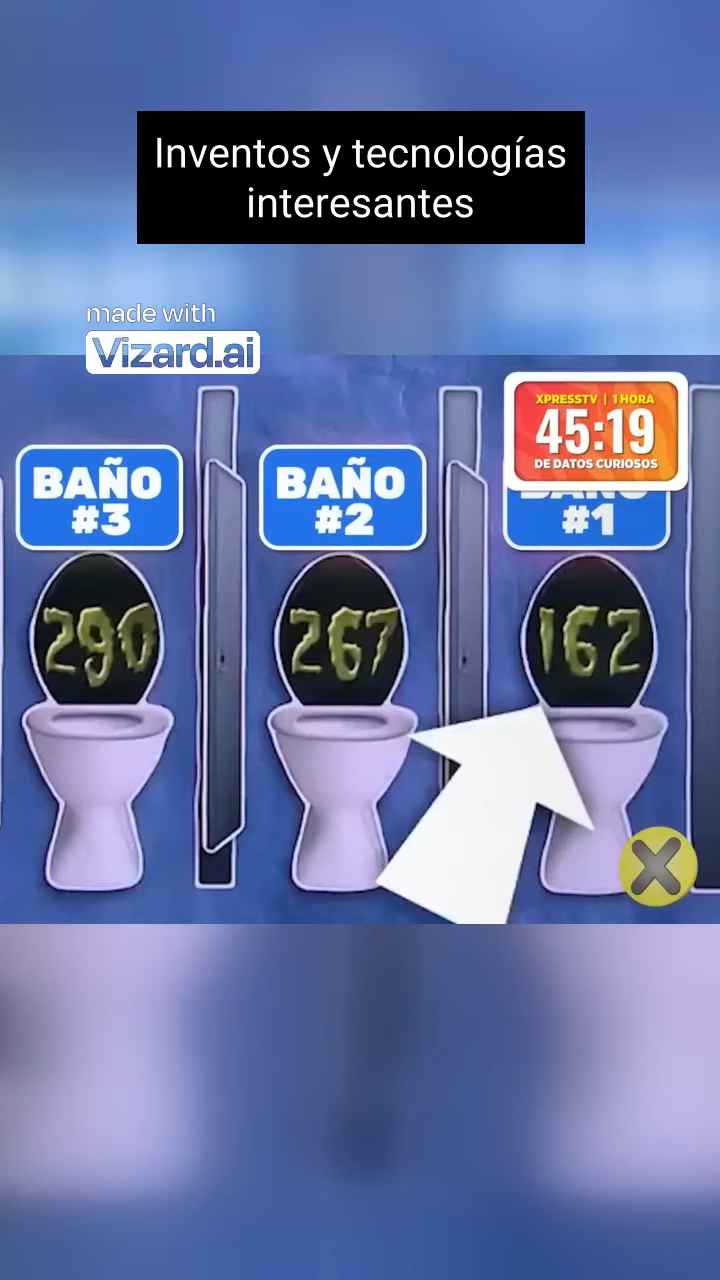 Inventos y tecnologías
interesantes
made with
Vizard.ai
XPRESSTV | 1 HORA
45:19
DE DATOS CURIOSOS
BAÑO
#3
BAÑO
#2
BAÑO
#1
290
267
162